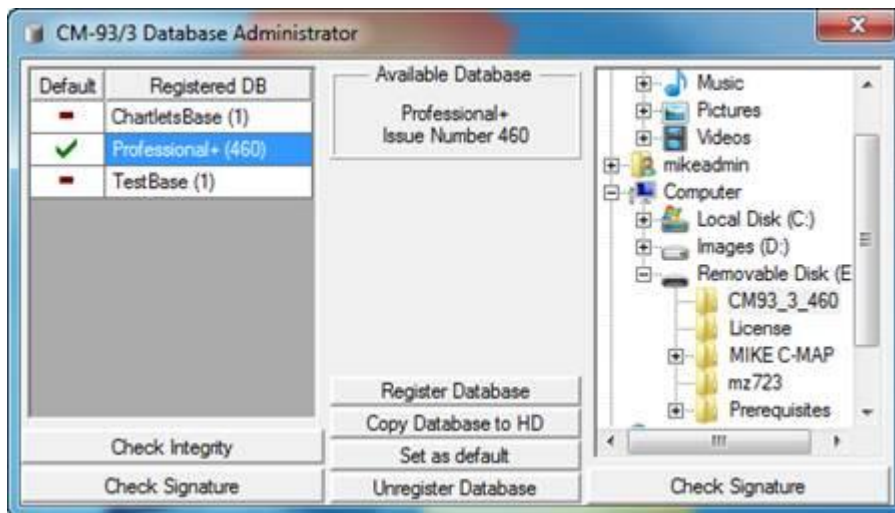 CM-93/3 Database Administrator
Default Registered DB
ChartletsBase (1)
Professional+ (460)
TestBase (1)
Check Integrity
Check Signature
Available Database
Professional+
Issue Number 460
Register Database
Copy Database to HD
Set as default
Unregister Database
Music
Pictures
Videos
mikeadmin
Computer
Local Disk (C:)
Images (D:)
Removable Disk (E
CM93_3_460
License
MIKE C-MAP
mz723
Prerequisites
Check Signature